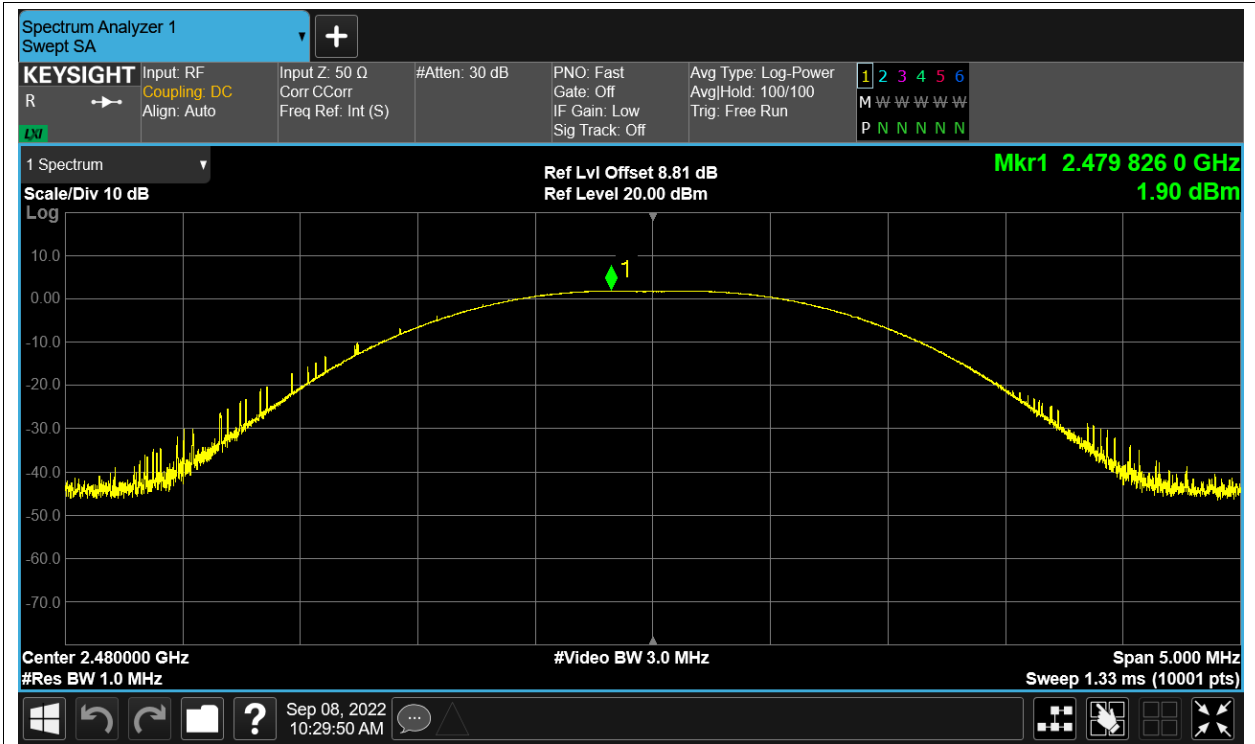 Spectrum Analyzer 1
Swept SA
+
KEYSIGHT
R
LXI
Input: RF
Coupling: DC
Align: Auto
Input Z: 50 Ω
Corr CCorr
Freq Ref: Int (S)
#Atten: 30 dB
PNO: Fast
Gate: Off
IF Gain: Low
Sig Track: Off
Avg Type: Log-Power
Avg|Hold: 100/100
Trig: Free Run
1 2 3 4 5 6
M W W W W W
P N N N N N
1 Spectrum
Scale/Div 10 dB
Log
Ref Lvl Offset 8.81 dB
Ref Level 20.00 dBm
Mkr1 2.479 826 0 GHz
1.90 dBm
1
10.0
0.00
-10.0
-20.0
-30.0
-40.0
-50.0
-60.0
-70.0
Center 2.480000 GHz
#Res BW 1.0 MHz
#Video BW 3.0 MHz
Span 5.000 MHz
Sweep 1.33 ms (10001 pts)
?
Sep 08, 2022
10:29:50 AM